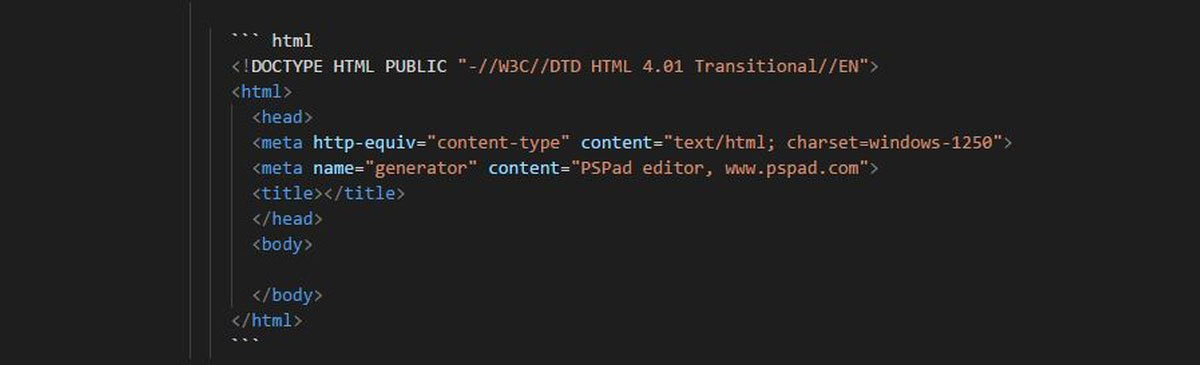 ``` html
<!DOCTYPE HTML PUBLIC "-//W3C//DTD HTML 4.01 Transitional//EN">
<html>
  <head>
  <meta http-equiv="content-type" content="text/html; charset=windows-1250">
  <meta name="generator" content="PSPad editor, www.pspad.com">
  <title></title>
  </head>
  <body>

  </body>
</html>
```